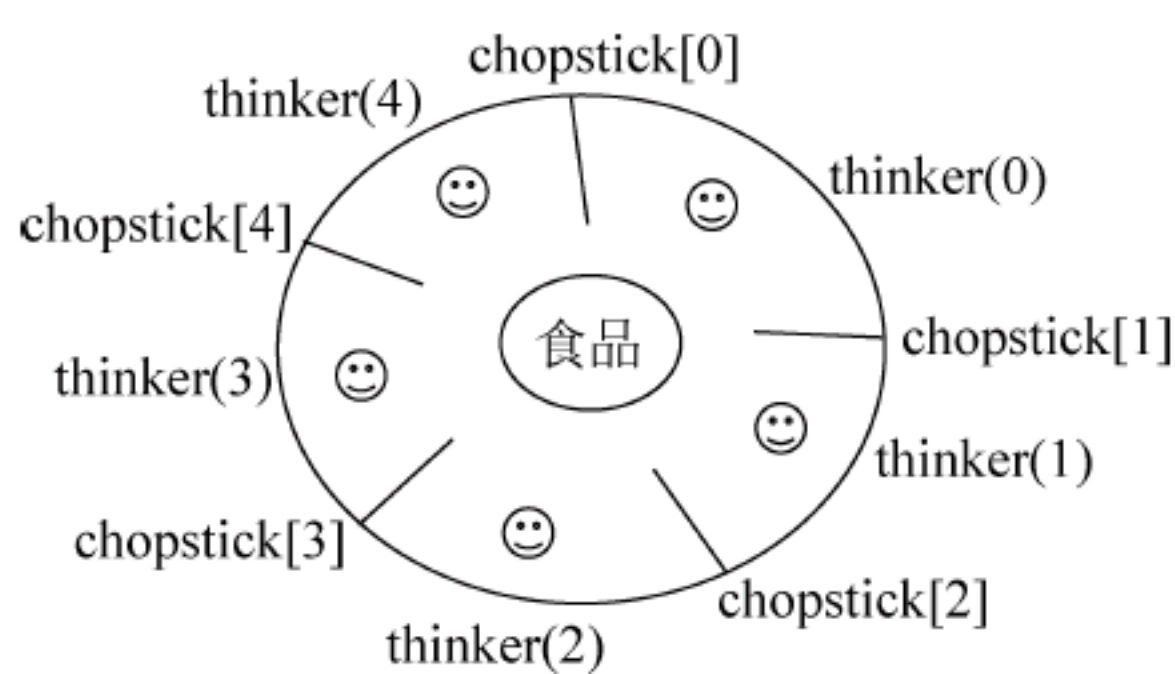 chopstick[0]
thinker(4)
thinker(0)
chopstick[4]
食品
chopstick[1]
thinker(3)
thinker(1)
chopstick[3]
chopstick[2]
thinker(2)